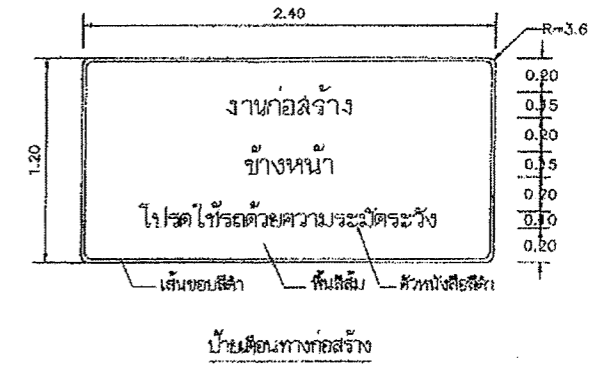 2.40
R=3.6
1.20
งานก่อสร้าง
ข้างหน้า
โปรดใช้รถด้วยความระมัดระวัง
0.20
0.15
0.20
0.15
0.20
0.10
0.20
เส้นขอบสีดำ พื้นสีส้ม ตัวหนังสือสีดำ
ป้ายเตือนทางก่อสร้าง